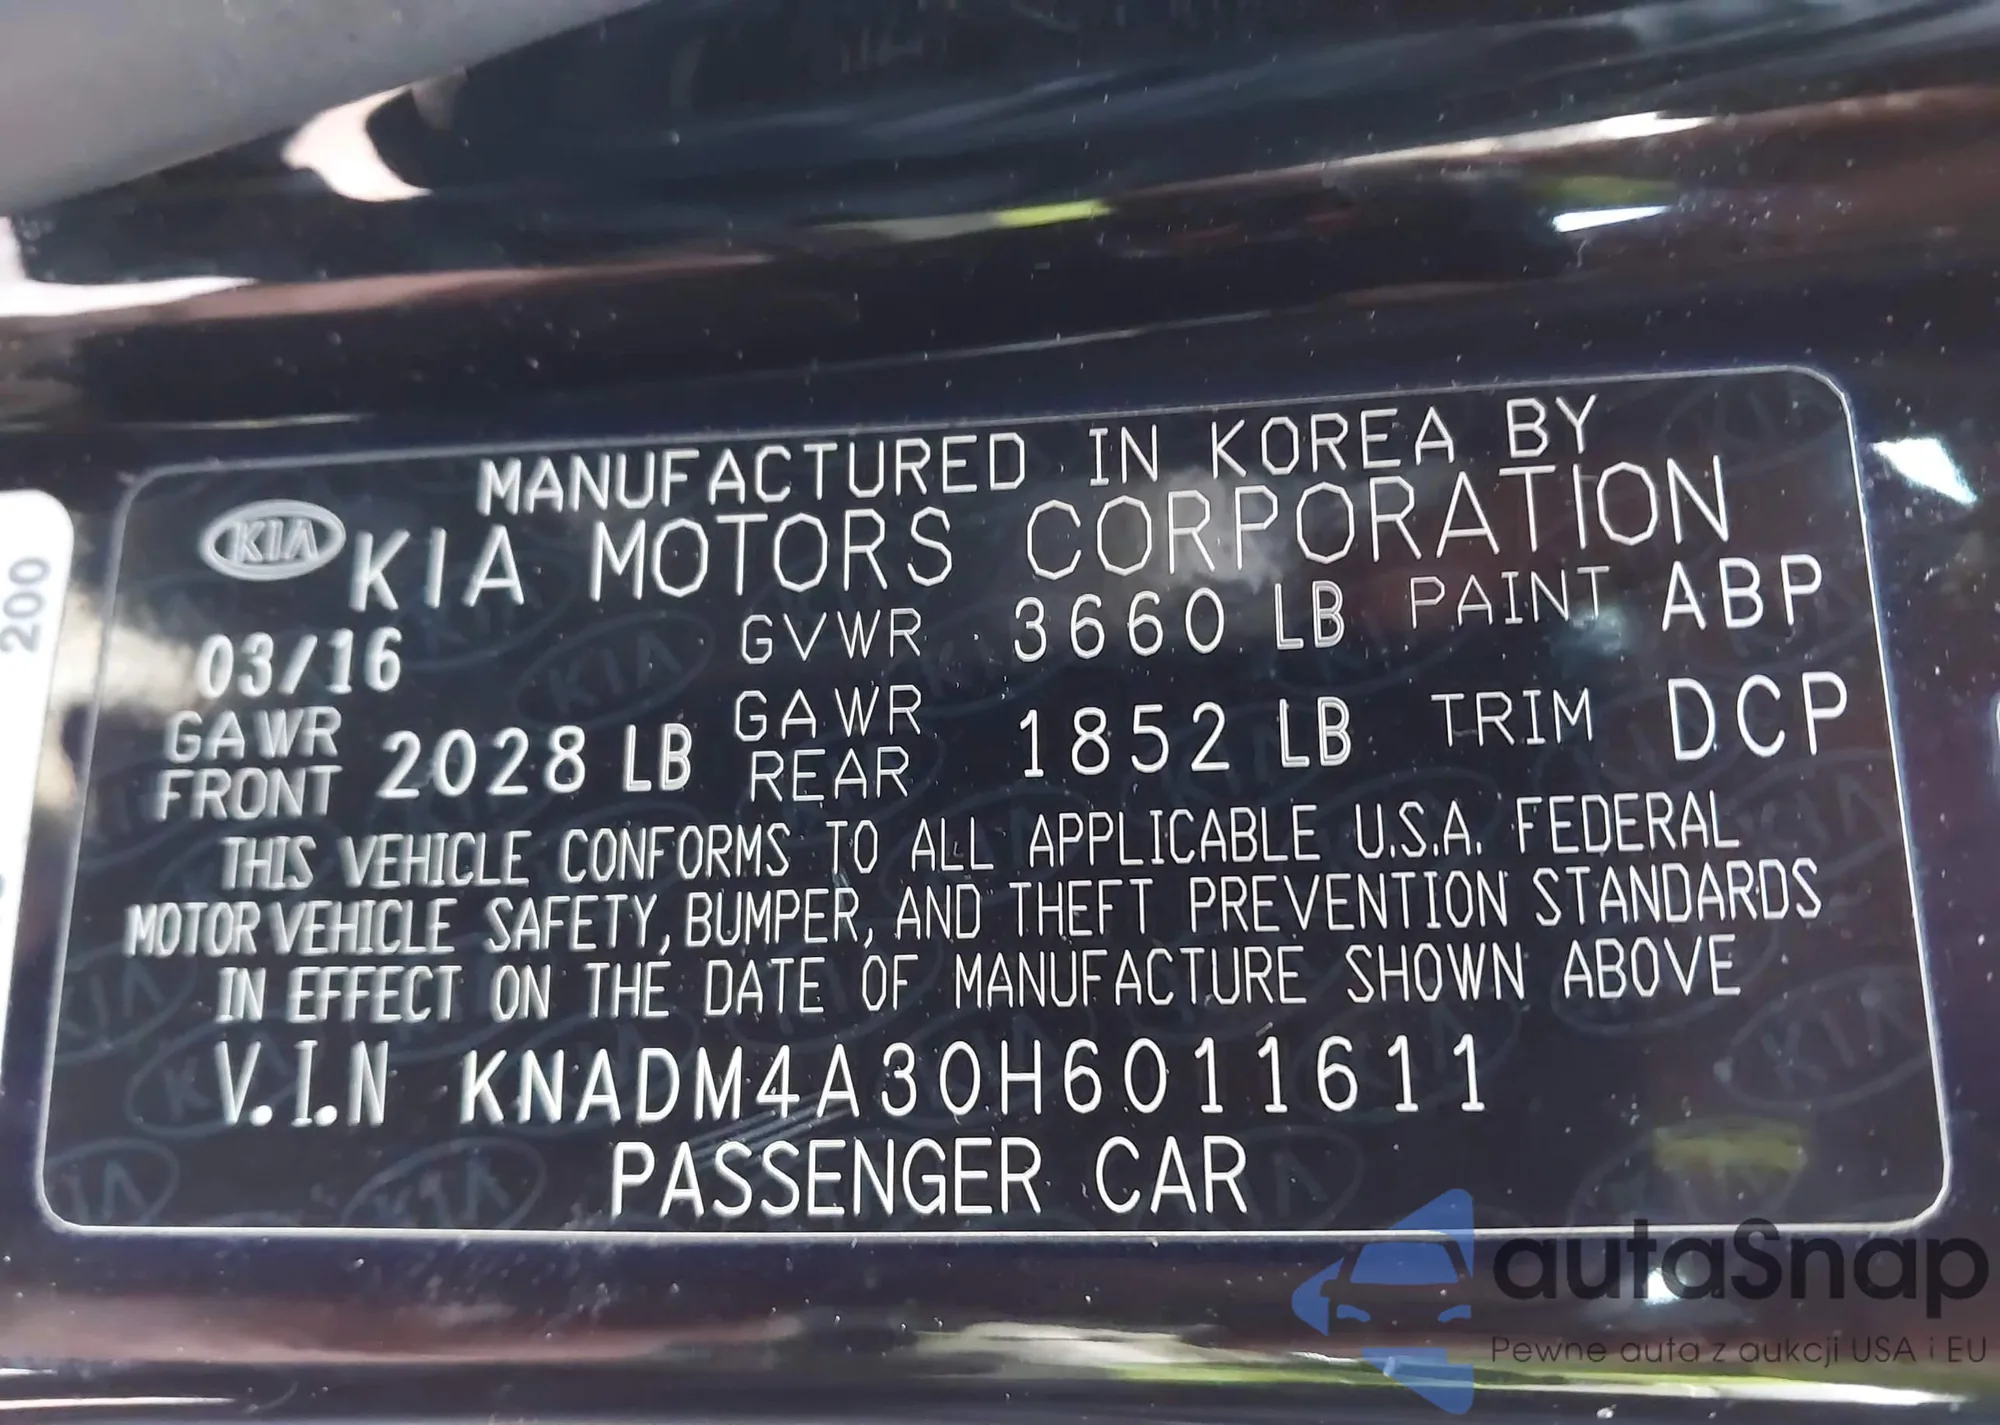 MANUFACTURED IN KOREA BY
KIA KIA MOTORS CORPORATION
03/16 GVWR 3660 LB PAINT ABP
GAWR FRONT 2028 LB GAWR REAR 1852 LB TRIM DCP
THIS VEHICLE CONFORMS TO ALL APPLICABLE U.S.A. FEDERAL
MOTOR VEHICLE SAFETY, BUMPER, AND THEFT PREVENTION STANDARDS
IN EFFECT ON THE DATE OF MANUFACTURE SHOWN ABOVE
V.I.N KNADM4A30H6011611
PASSENGER CAR
200
autaSnap
Pewne auta z aukcji USA i EU